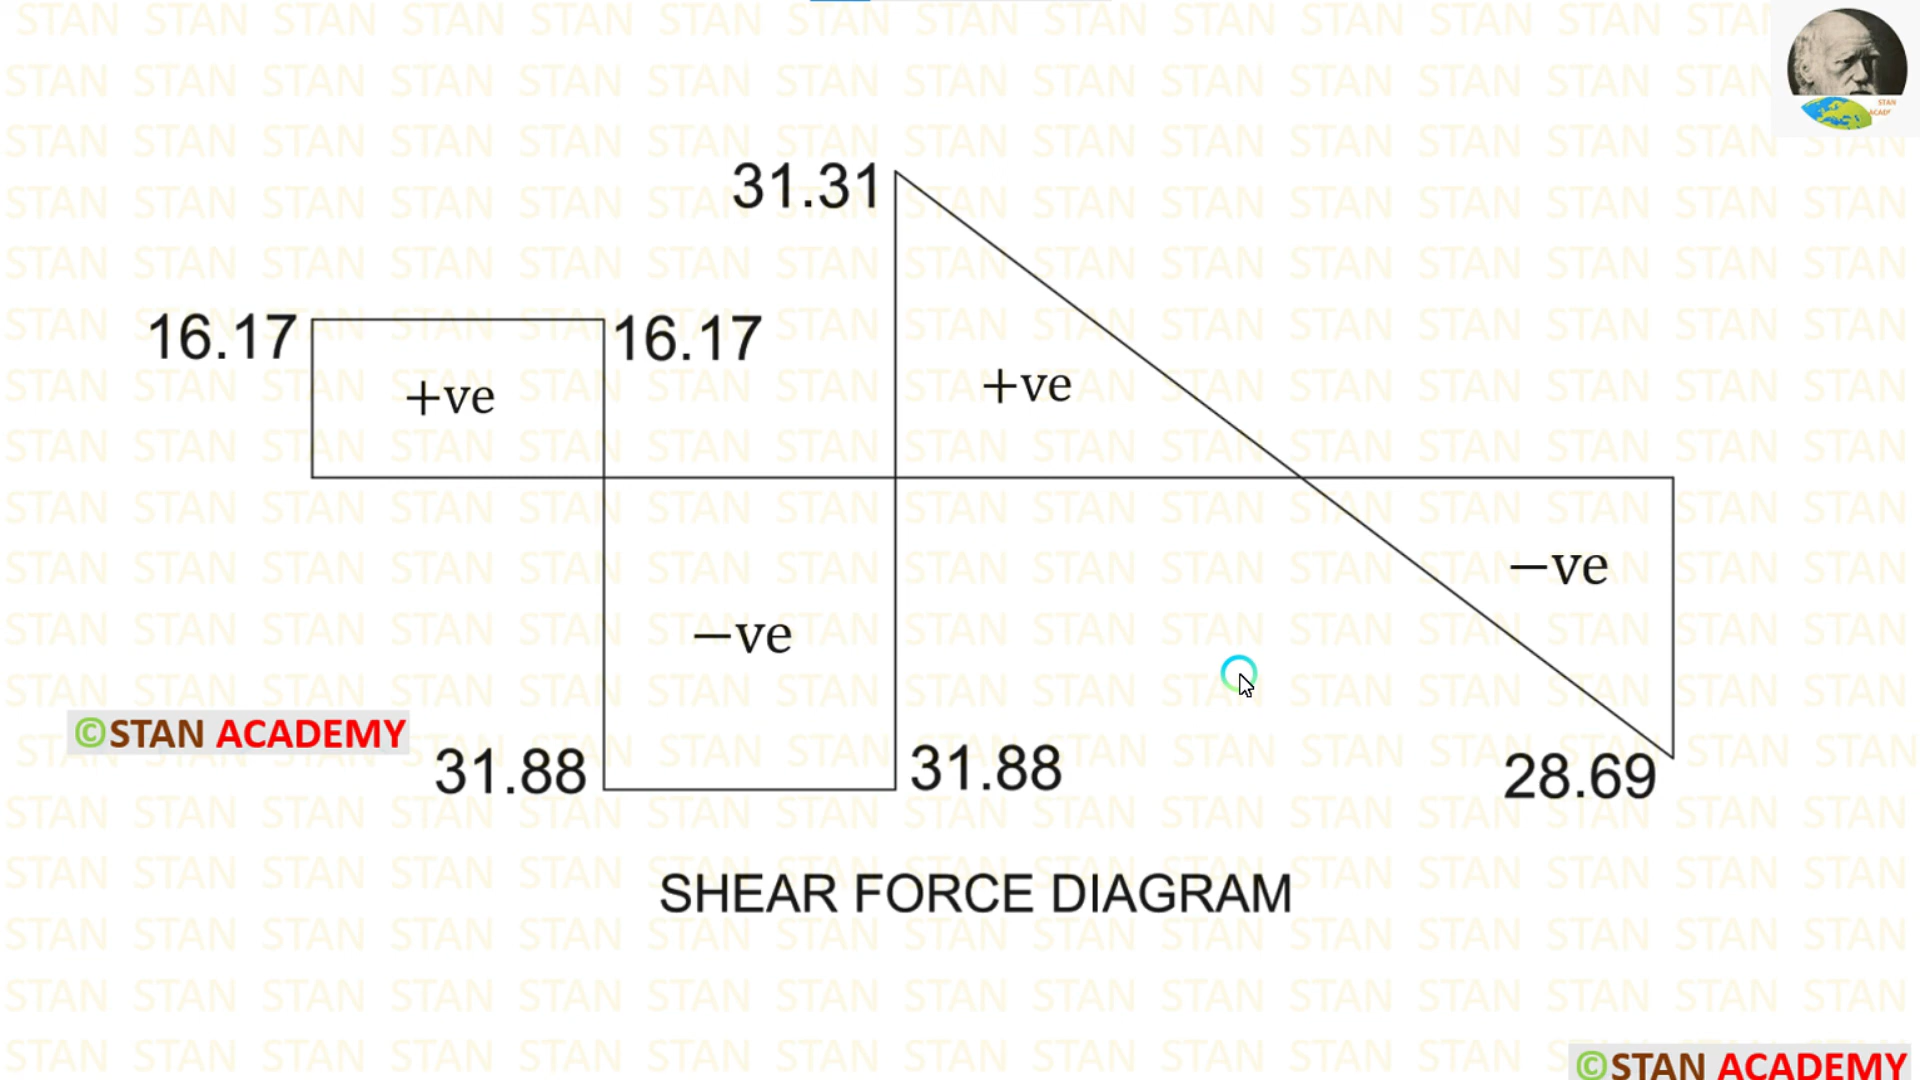 31.31
16.17
16.17
+ve
+ve
−ve
−ve
©STAN ACADEMY
31.88
31.88
28.69
SHEAR FORCE DIAGRAM
©STAN ACADEMY